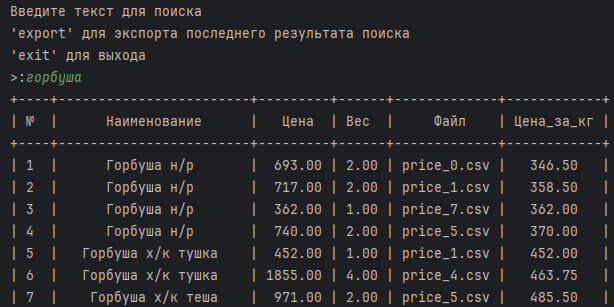 Введите текст для поиска
'export' для экспорта последнего результата поиска
'exit' для выхода
>:горбуша
+----+------------------------+---------+------+-------------+------------+
| № | Наименование | Цена | Вес | Файл | Цена_за_кг |
+----+------------------------+---------+------+-------------+------------+
| 1 | Горбуша н/р | 693.00 | 2.00 | price_0.csv | 346.50
| 2 | Горбуша н/р | 717.00 | 2.00 | price_1.csv | 358.50
| 3 | Горбуша н/р | 362.00 | 1.00 | price_7.csv | 362.00
| 4 | Горбуша н/р | 740.00 | 2.00 | price_5.csv | 370.00
| 5 | Горбуша х/к тушка | 452.00 | 1.00 | price_1.csv | 452.00
| 6 | Горбуша х/к тушка | 1855.00 | 4.00 | price_4.csv | 463.75
| 7 | Горбуша х/к теша | 971.00 | 2.00 | price_5.csv | 485.50